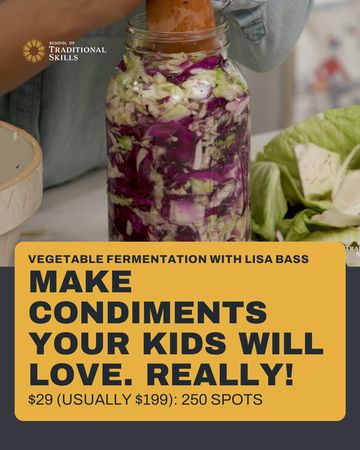 SCHOOL OF
TRADITIONAL
SKILLS
VEGETABLE FERMENTATION WITH LISA BASS
MAKE
CONDIMENTS
YOUR KIDS WILL
LOVE. REALLY!
$29 (USUALLY $199): 250 SPOTS